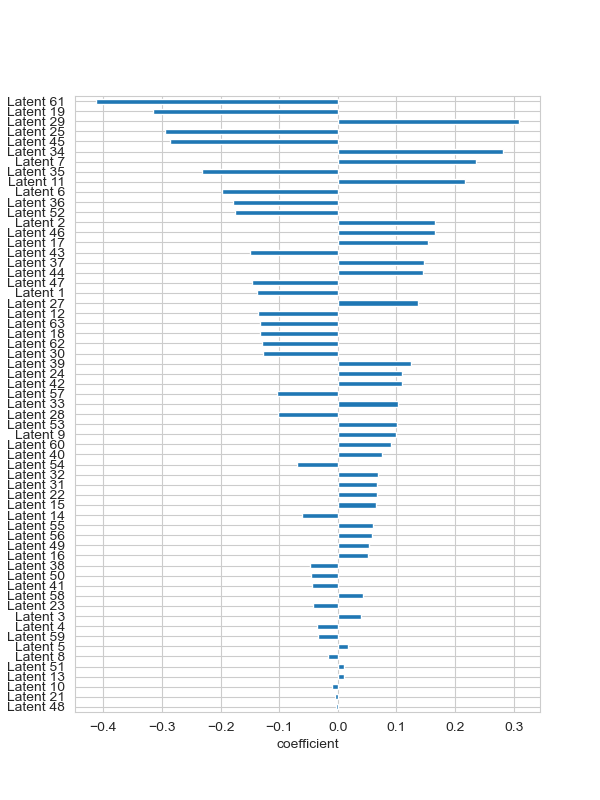 Latent 61
Latent 19
Latent 29
Latent 25
Latent 45
Latent 34
Latent 7
Latent 35
Latent 11
Latent 6
Latent 36
Latent 52
Latent 2
Latent 46
Latent 17
Latent 43
Latent 37
Latent 44
Latent 47
Latent 1
Latent 27
Latent 12
Latent 63
Latent 18
Latent 62
Latent 30
Latent 39
Latent 24
Latent 42
Latent 57
Latent 33
Latent 28
Latent 53
Latent 9
Latent 60
Latent 40
Latent 54
Latent 32
Latent 31
Latent 22
Latent 15
Latent 14
Latent 55
Latent 56
Latent 49
Latent 16
Latent 38
Latent 50
Latent 41
Latent 58
Latent 23
Latent 3
Latent 4
Latent 59
Latent 5
Latent 8
Latent 51
Latent 13
Latent 10
Latent 21
Latent 48
−0.4 −0.3 −0.2 −0.1 0.0 0.1 0.2 0.3
coefficient